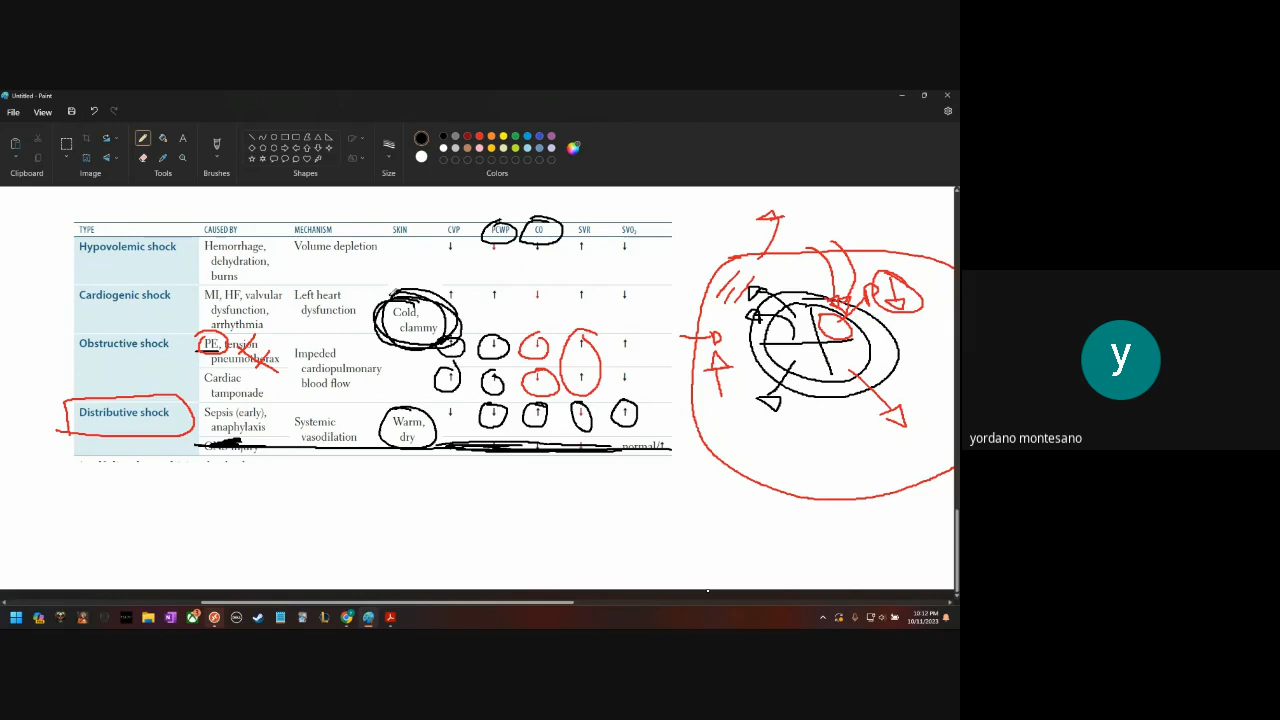 Untitled - Paint
File View
Clipboard Image Tools Brushes Shapes Size Colors
TYPE CAUSED BY MECHANISM SKIN CVP PCWP CO SVR SVO₂
Hypovolemic shock Hemorrhage, Volume depletion ↓ ↓ ↓ ↑ ↓
dehydration,
burns
Cardiogenic shock MI, HF, valvular Left heart ↑ ↑ ↓ ↑ ↓
dysfunction, dysfunction Cold,
arrhythmia clammy
Obstructive shock PE, tension Impeded ↑ ↓ ↓ ↑ ↑
pneumothorax cardiopulmonary
Cardiac blood flow ↑ ↑ ↓ ↑ ↓
tamponade
Distributive shock Sepsis (early), Systemic Warm, ↓ ↓ ↑ ↓ ↑
anaphylaxis vasodilation dry
CNS injury normal/↑
y
yordano montesano
10:12 PM
10/11/2023